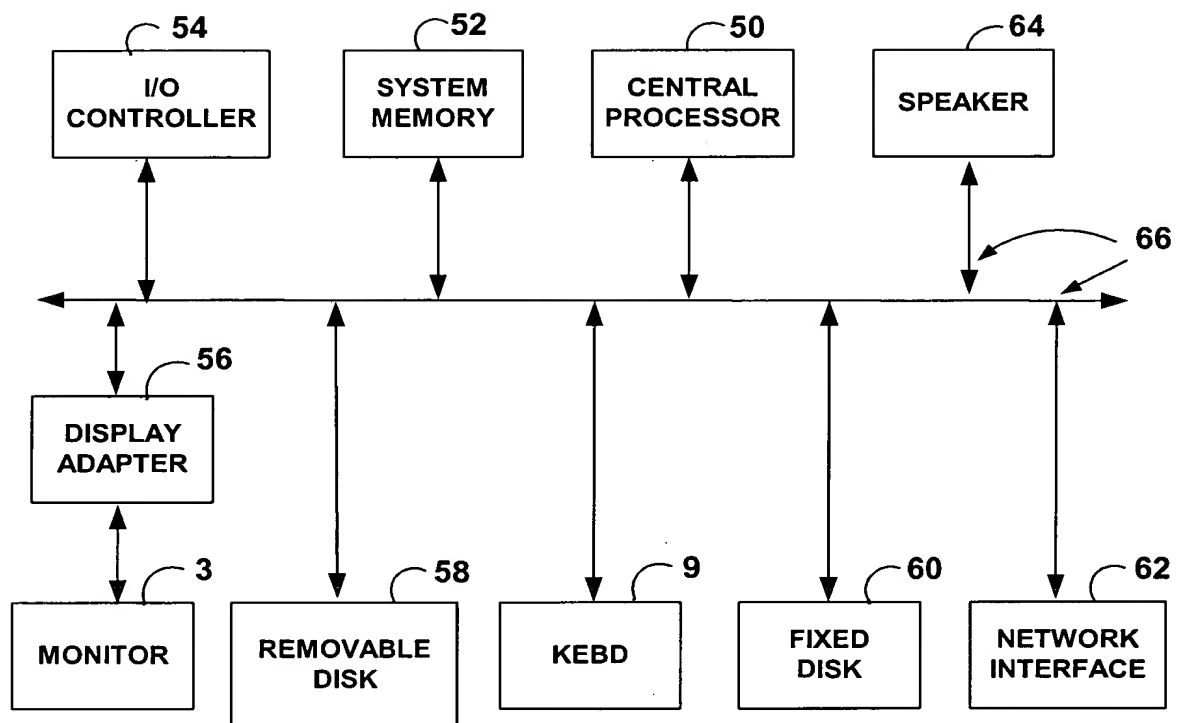 54
52
50
64
I/O
CONTROLLER
SYSTEM
MEMORY
CENTRAL
PROCESSOR
SPEAKER
66
56
DISPLAY
ADAPTER
3
58
9
60
62
MONITOR
REMOVABLE
DISK
KEBD
FIXED
DISK
NETWORK
INTERFACE